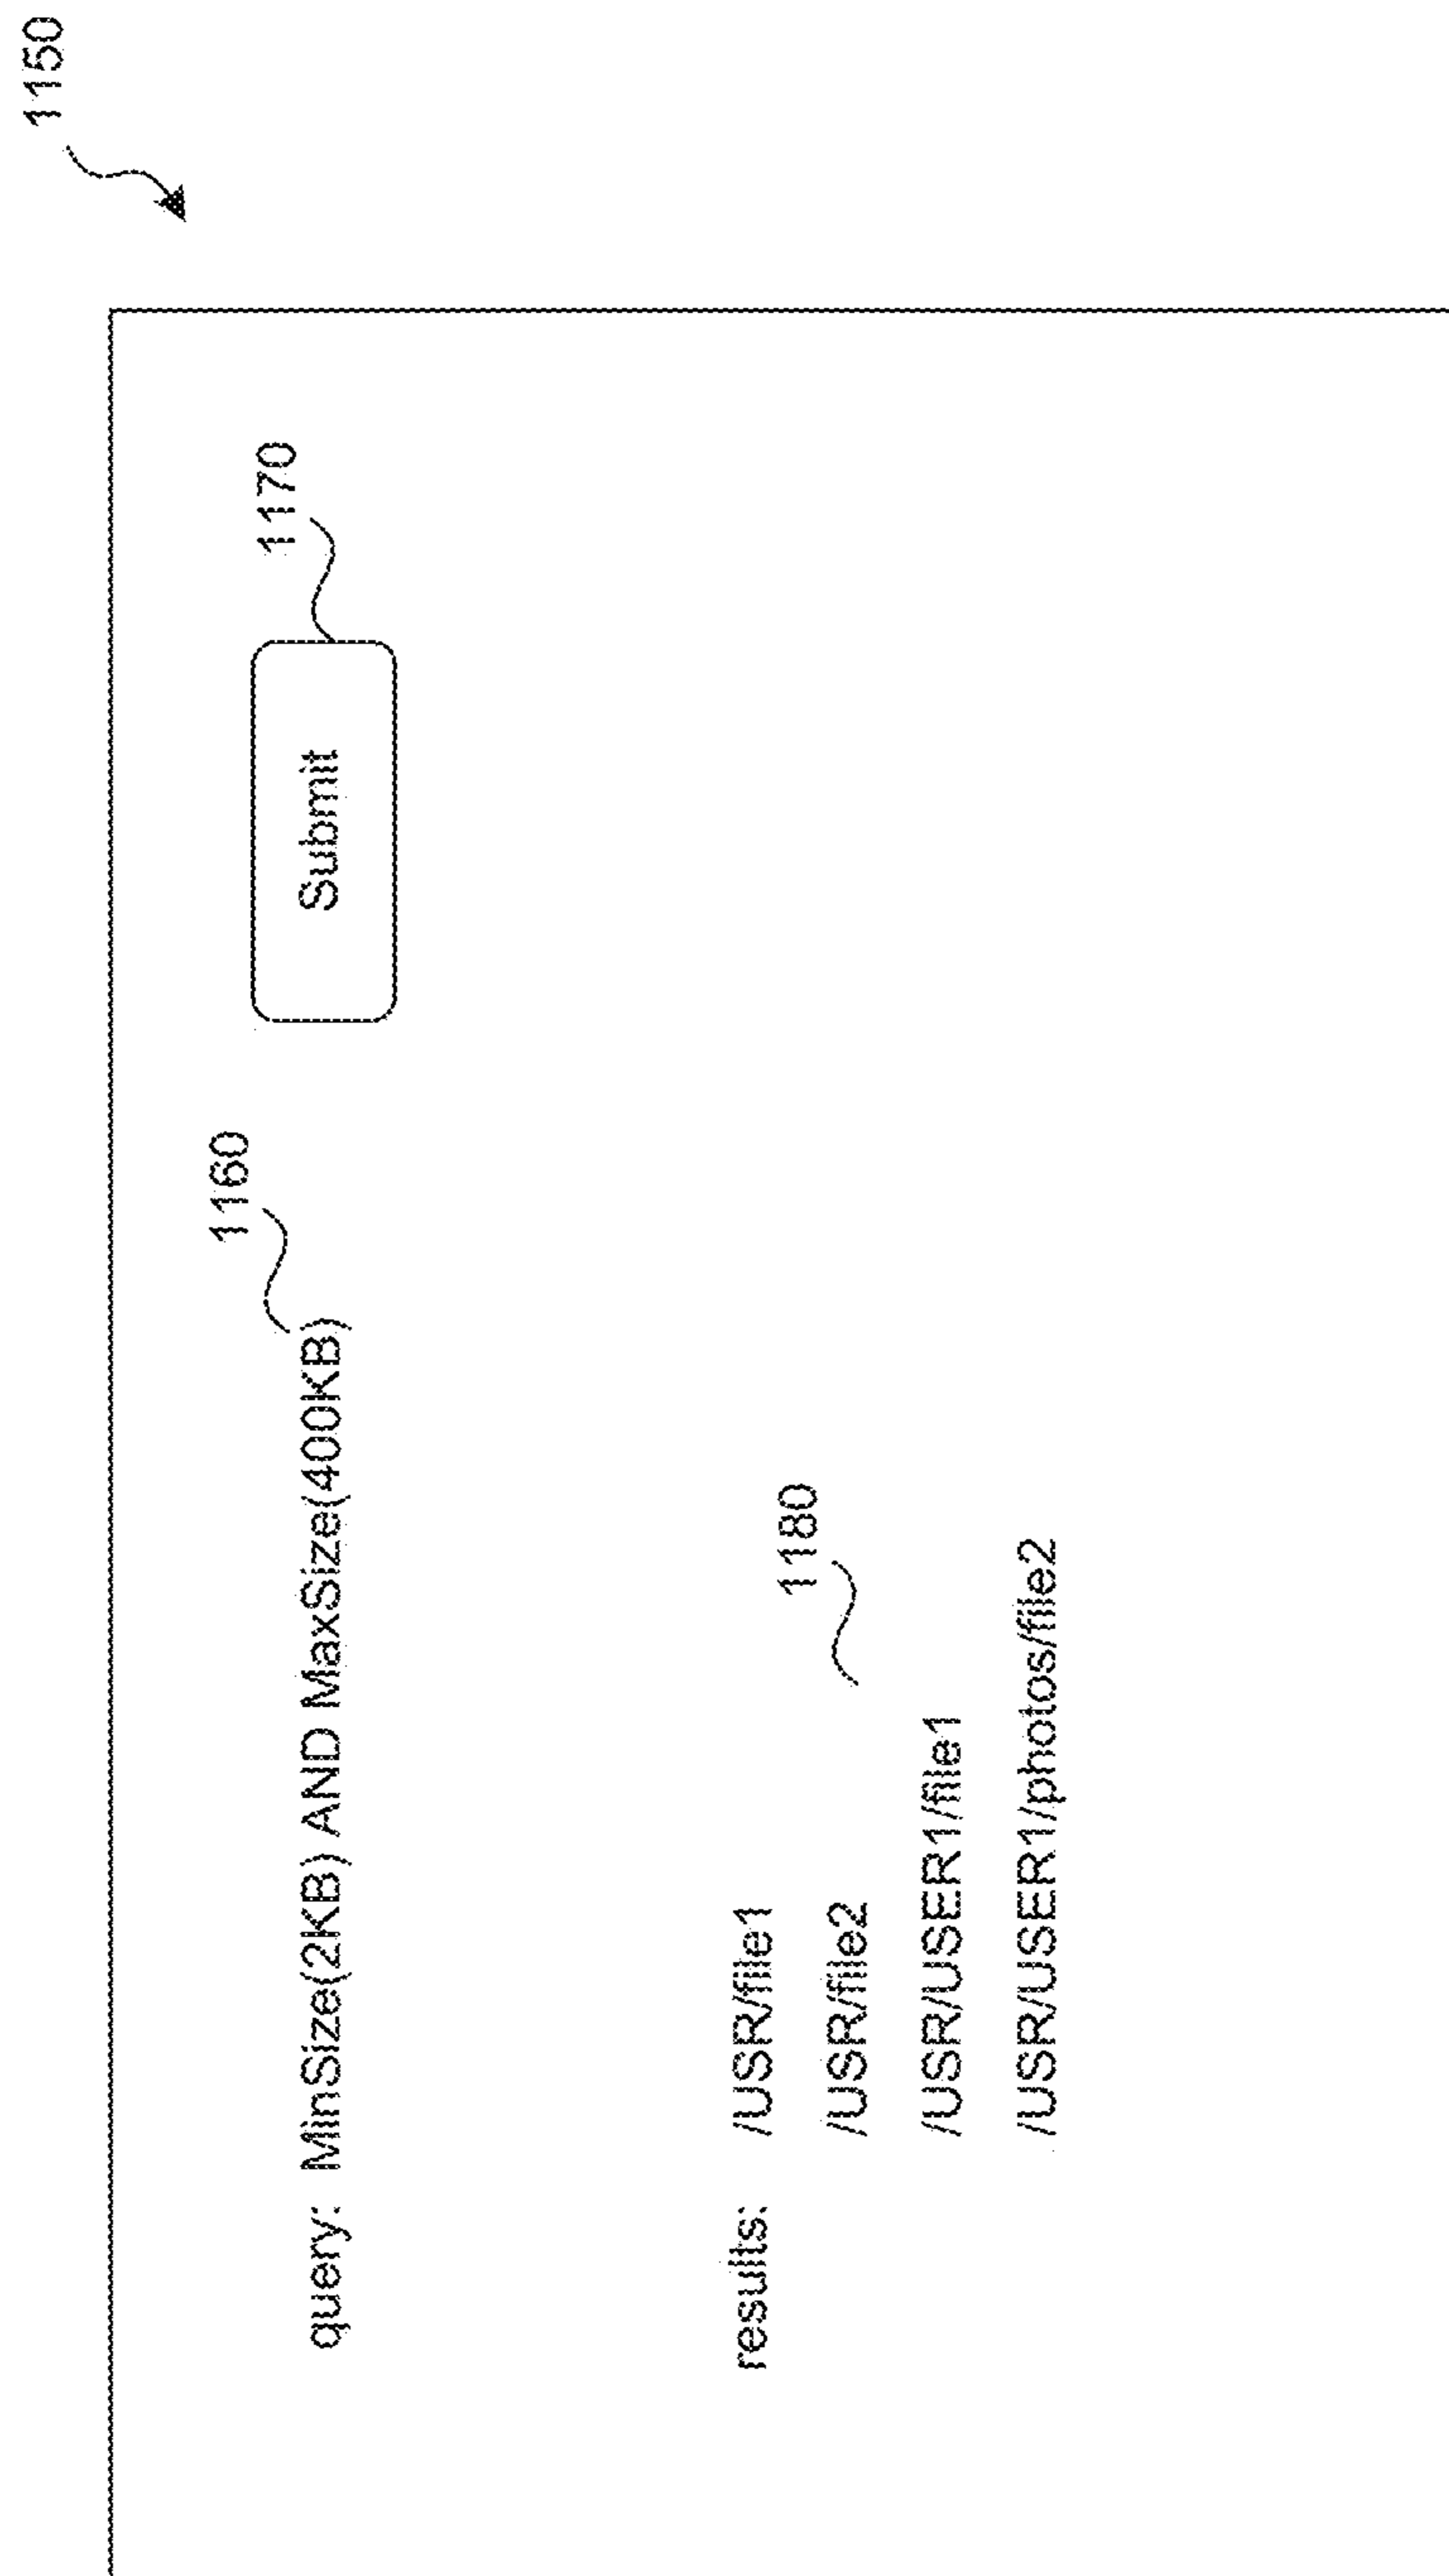 1150
1160
1170
query: MinSize(2KB) AND MaxSize(400KB)
Submit
1180
results: /USR/file1
/USR/file2
/USR/USER1/file1
/USR/USER1/photos/file2